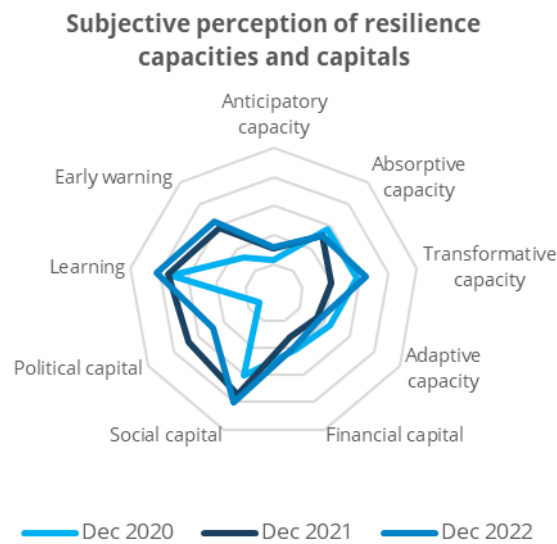 Subjective perception of resilience
capacities and capitals
Anticipatory
capacity
Absorptive
capacity
Early warning
Transformative
capacity
Learning
Adaptive
capacity
Political capital
Financial capital
Social capital
Dec 2020
Dec 2021
Dec 2022